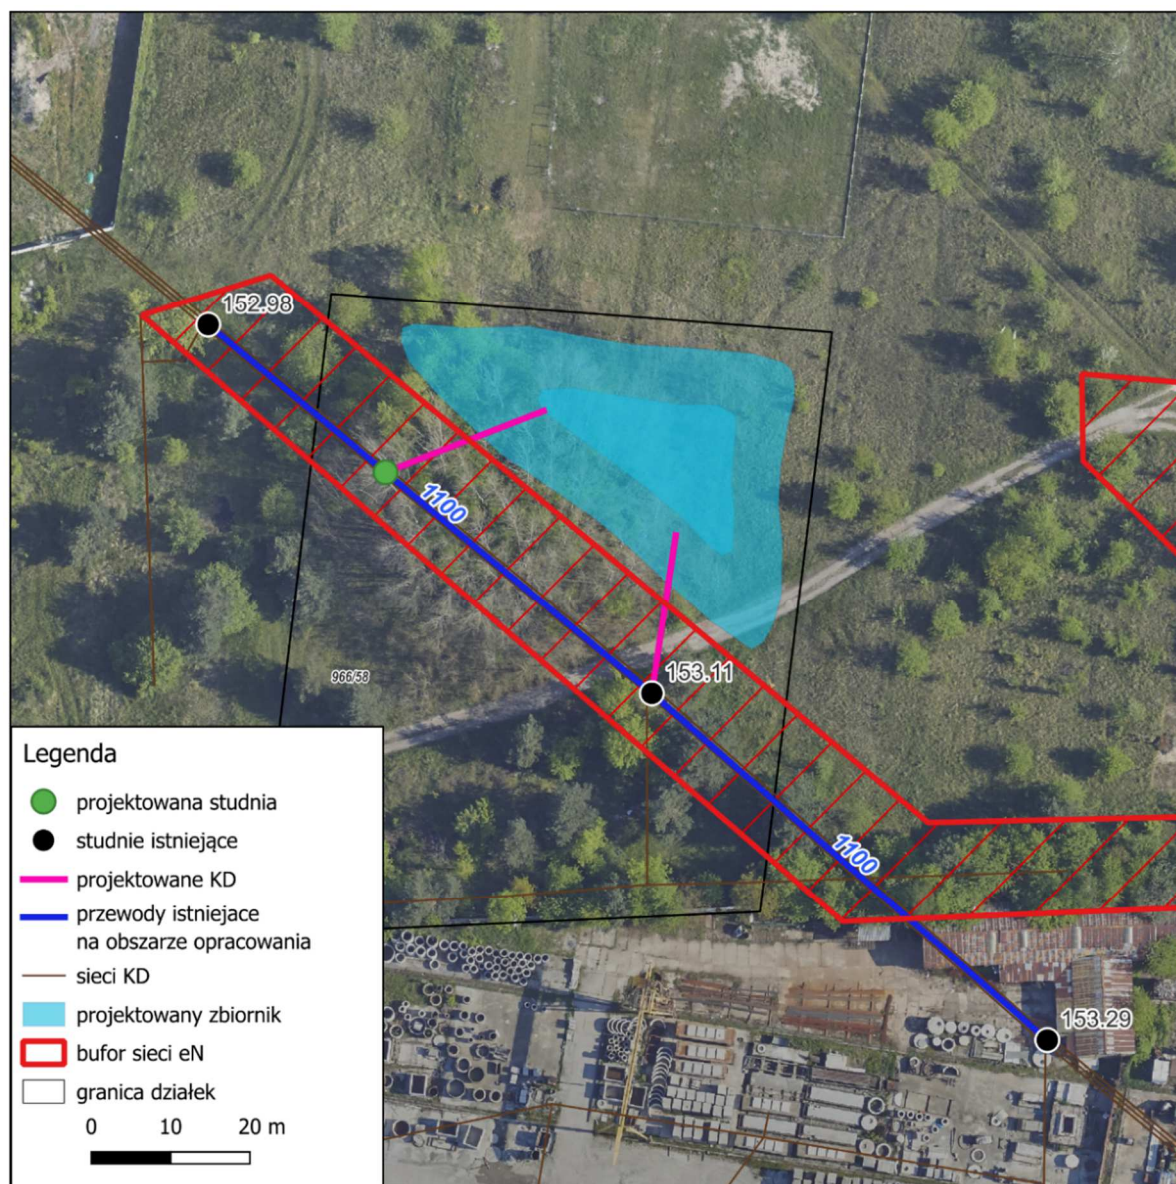 152.98
1100
153.11
966/58
1100
153.29
Legenda
projektowana studnia
studnie istniejące
projektowane KD
przewody istniejace
na obszarze opracowania
sieci KD
projektowany zbiornik
bufor sieci eN
granica działek
0 10 20 m